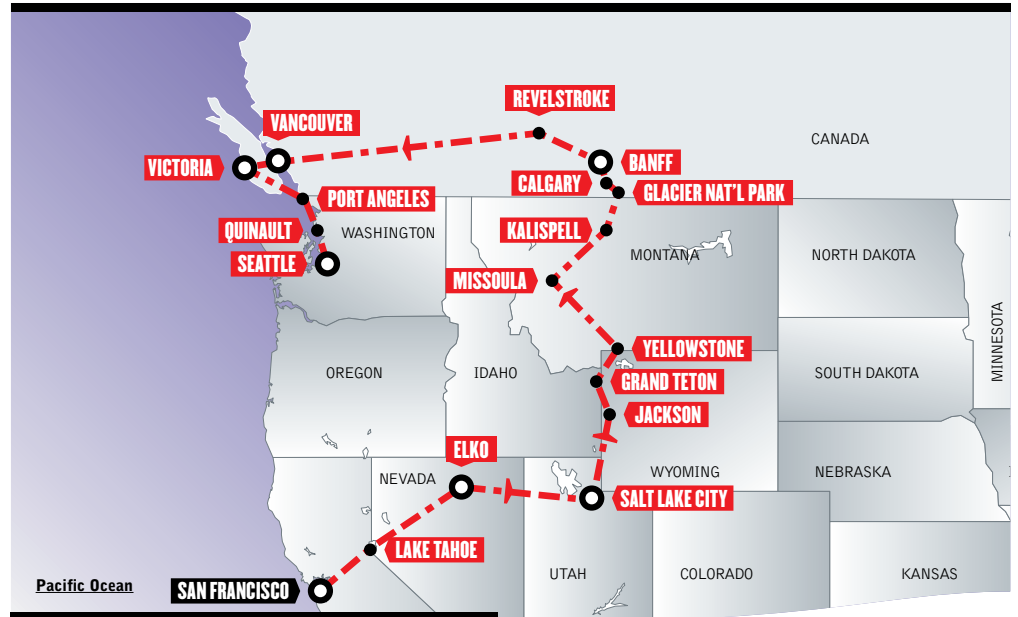 REVELSTROKE
VANCOUVER
CANADA
VICTORIA
BANFF
CALGARY
GLACIER NAT'L PARK
PORT ANGELES
QUINAULT
WASHINGTON
KALISPELL
SEATTLE
MONTANA
NORTH DAKOTA
MISSOULA
MINNESOTA
YELLOWSTONE
OREGON
IDAHO
GRAND TETON
SOUTH DAKOTA
JACKSON
ELKO
NEVADA
WYOMING
NEBRASKA
SALT LAKE CITY
LAKE TAHOE
UTAH
COLORADO
KANSAS
Pacific Ocean
SAN FRANCISCO